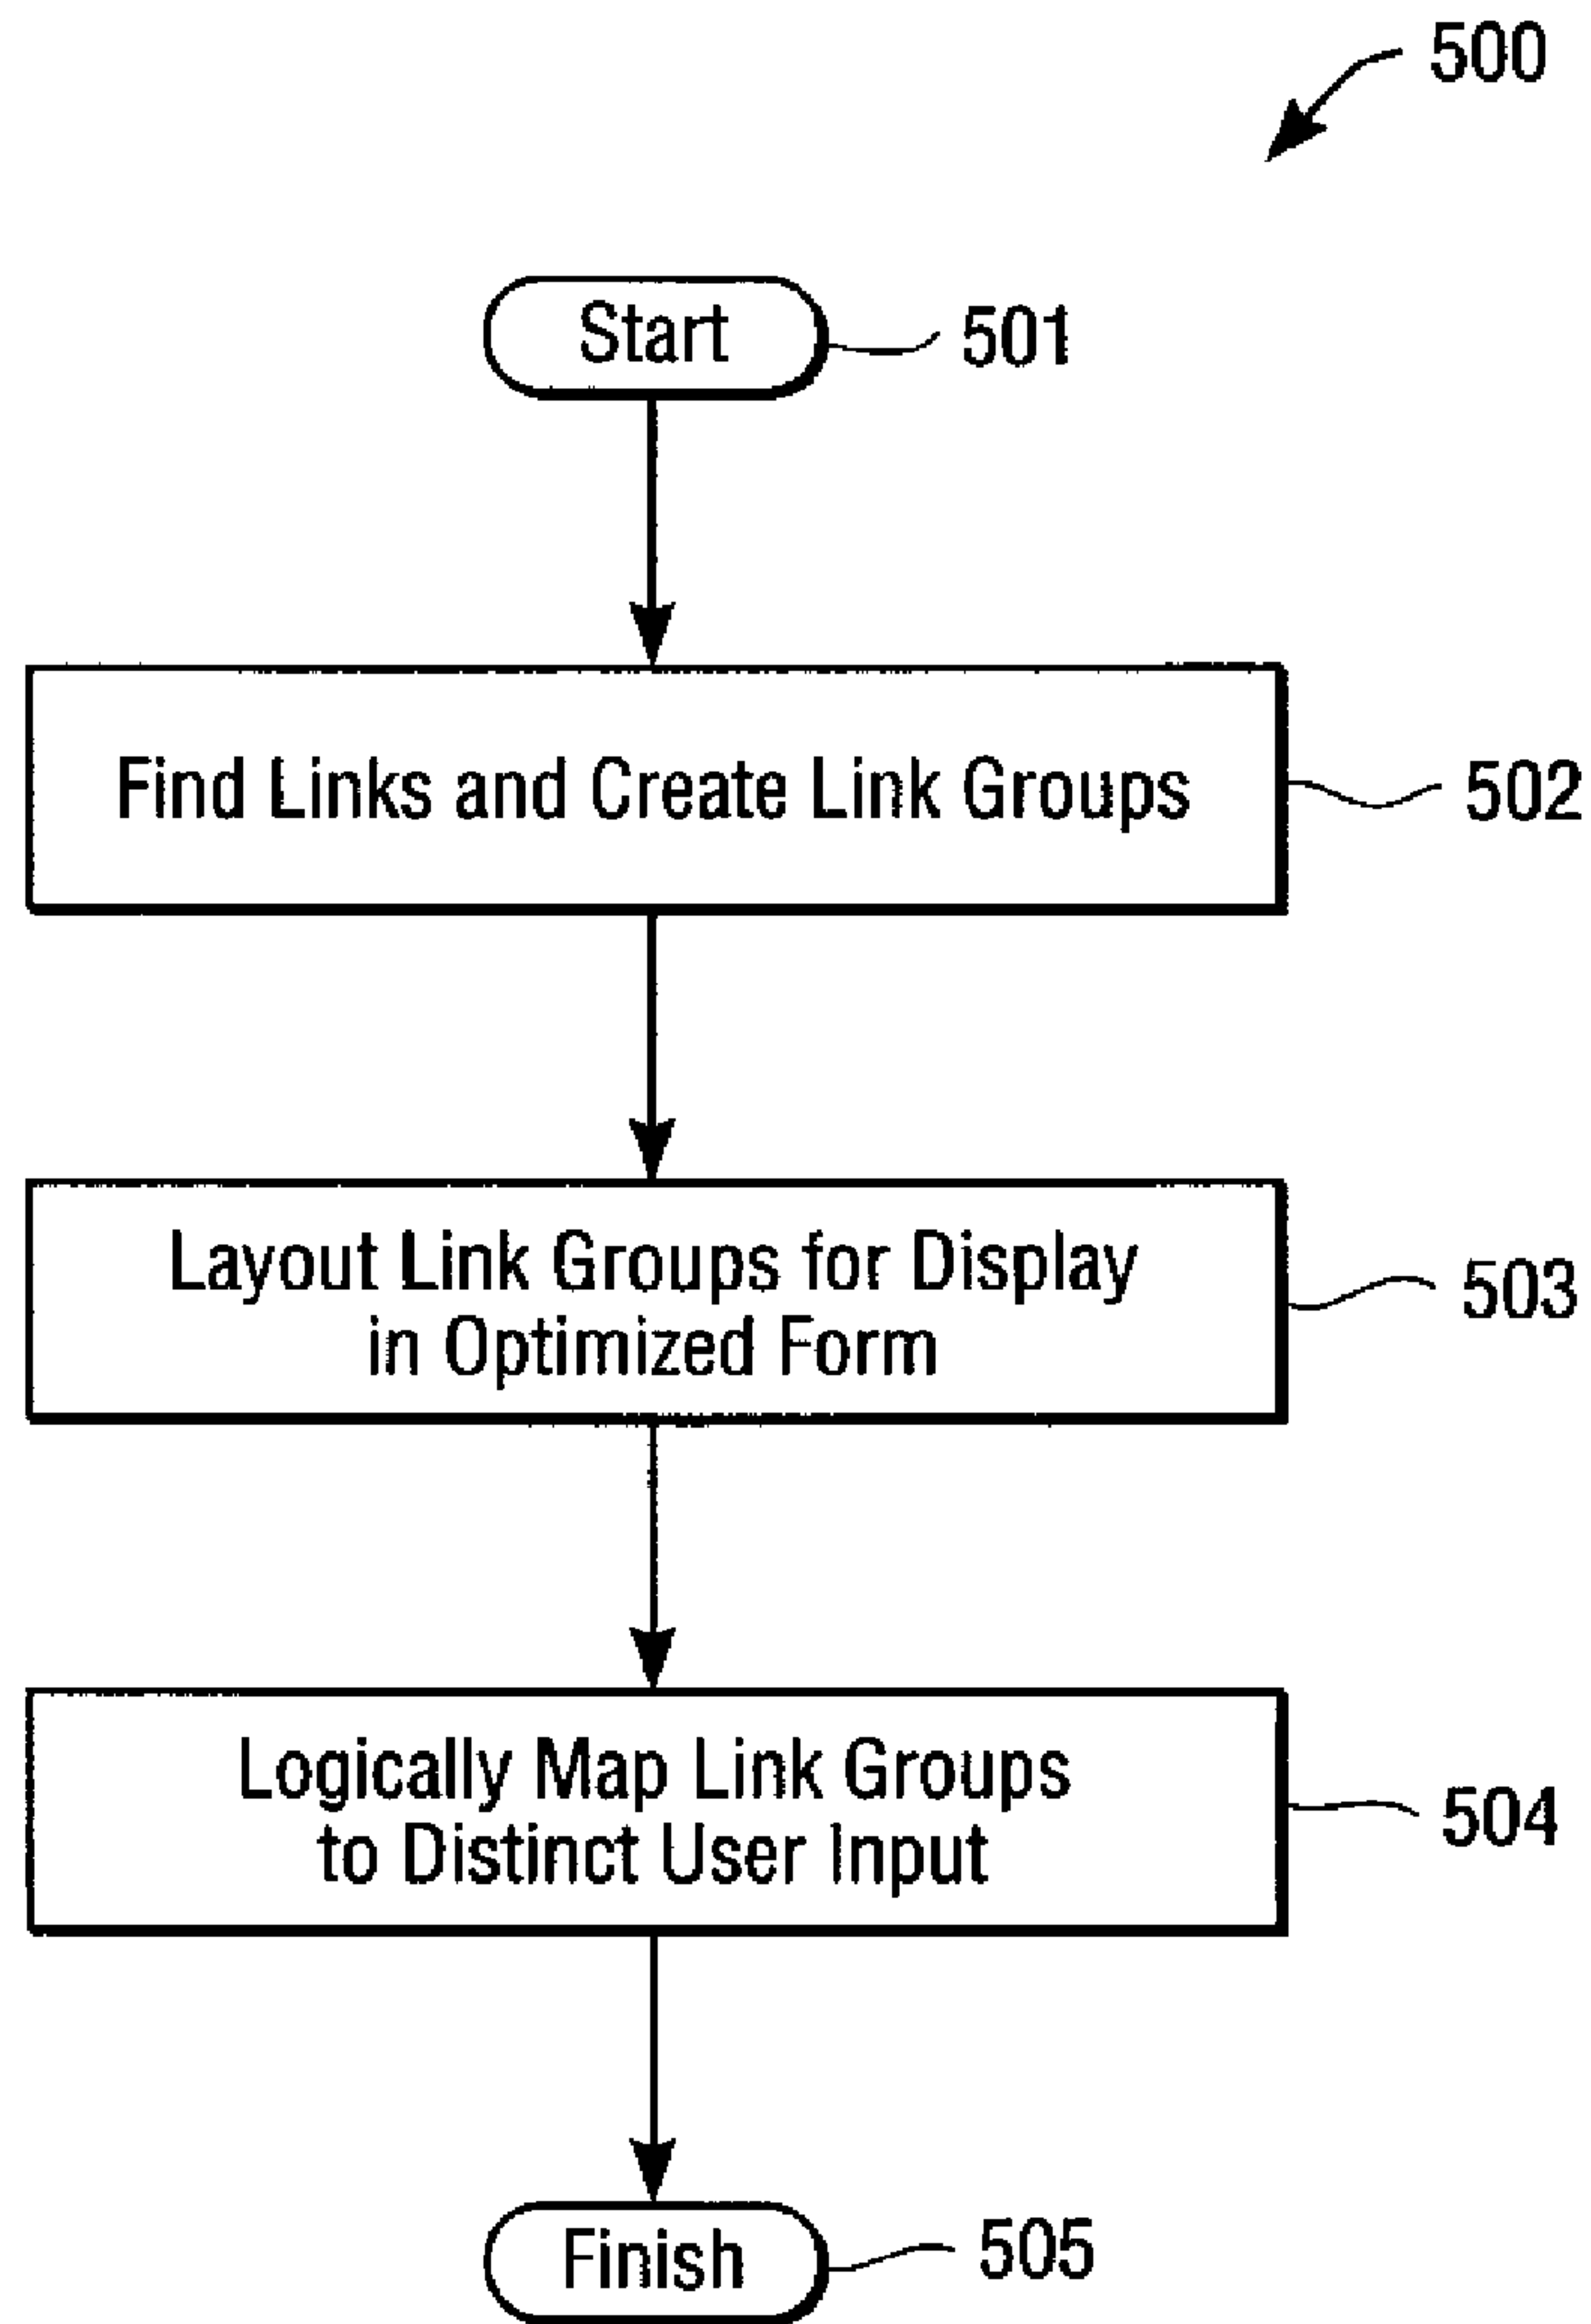 500
Start
501
Find Links and Create Link Groups
502
Layout Link Groups for Display
in Optimized Form
503
Logically Map Link Groups
to Distinct User Input
504
Finish
505